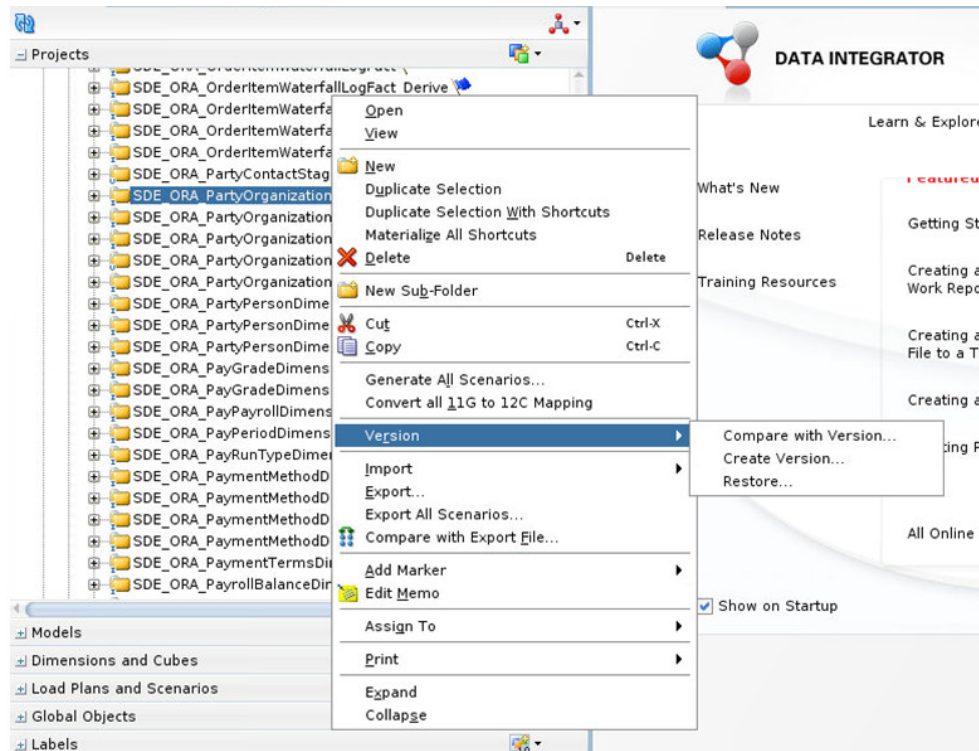 Projects
SDE_ORA_OrderItemWaterfallLogFact
SDE_ORA_OrderItemWaterfallLogFact_Derive
SDE_ORA_OrderItemWaterfa
SDE_ORA_OrderItemWaterfa
SDE_ORA_OrderItemWaterfa
SDE_ORA_PartyContactStag
SDE_ORA_PartyOrganization
SDE_ORA_PartyOrganization
SDE_ORA_PartyOrganization
SDE_ORA_PartyOrganization
SDE_ORA_PartyOrganization
SDE_ORA_PartyPersonDime
SDE_ORA_PartyPersonDime
SDE_ORA_PartyPersonDime
SDE_ORA_PayGradeDimens
SDE_ORA_PayGradeDimens
SDE_ORA_PayPayrollDimens
SDE_ORA_PayPeriodDimens
SDE_ORA_PayRunTypeDimer
SDE_ORA_PaymentMethodD
SDE_ORA_PaymentMethodD
SDE_ORA_PaymentMethodD
SDE_ORA_PaymentMethodD
SDE_ORA_PaymentTermsDi
SDE_ORA_PayrollBalanceDir
Models
Dimensions and Cubes
Load Plans and Scenarios
Global Objects
Labels
Open
View
New
Duplicate Selection
Duplicate Selection With Shortcuts
Materialize All Shortcuts
Delete Delete
New Sub-Folder
Cut Ctrl-X
Copy Ctrl-C
Generate All Scenarios...
Convert all 11G to 12C Mapping
Version
Import
Export...
Export All Scenarios...
Compare with Export File...
Add Marker
Edit Memo
Assign To
Print
Expand
Collapse
Compare with Version...
Create Version...
Restore...
DATA INTEGRATOR
Learn & Explore
What's New
Release Notes
Training Resources
Featured
Getting St
Creating a
Work Repo
Creating a
File to a T
Creating a
ting P
All Online
Show on Startup